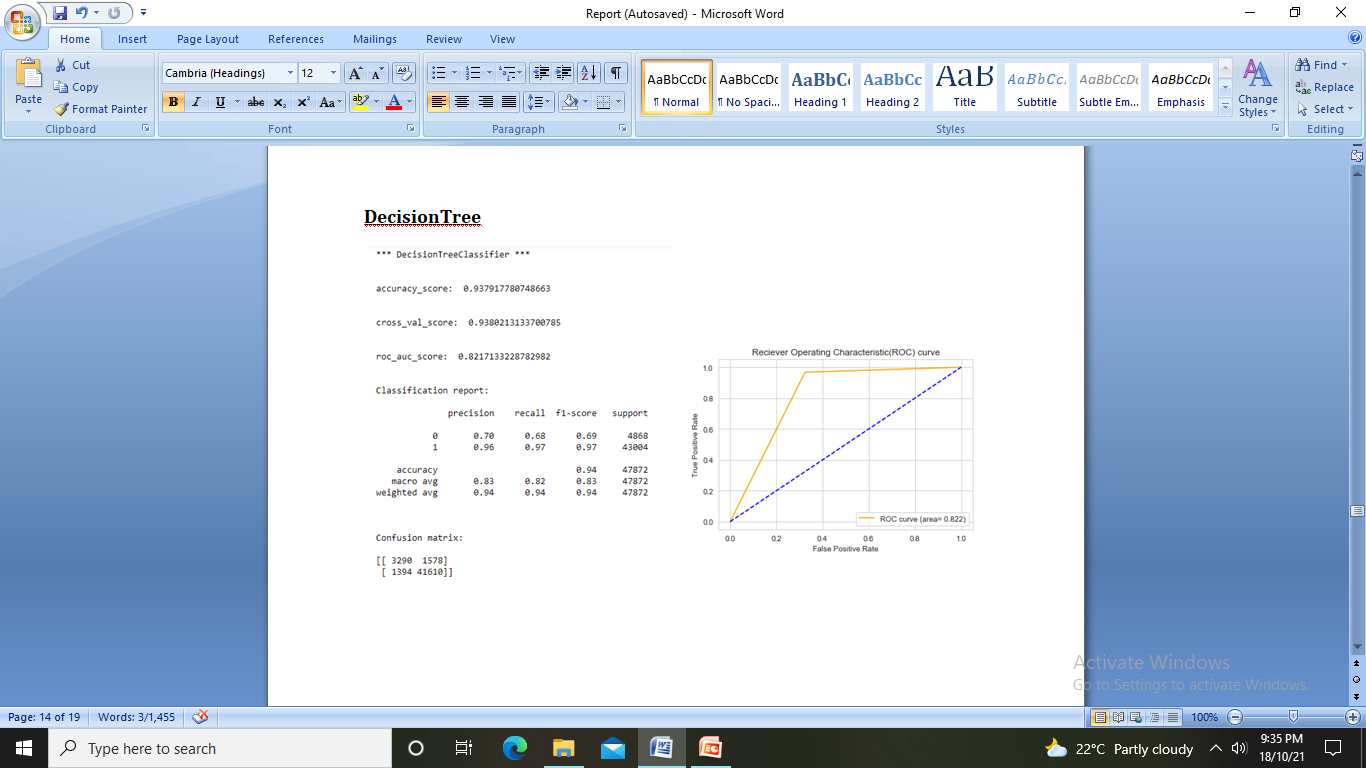 Report (Autosaved) - Microsoft Word
Home Insert Page Layout References Mailings Review View
Paste
Cut
Copy
Format Painter
Clipboard
Cambria (Headings) 12
B I U abc x₂ x² Aa
ab A
Font
Paragraph
AaBbCcDc AaBbCcDc AaBbC AaBbCc AaB AaBbCc. AaBbCcDc AaBbCcDc
¶ Normal ¶ No Spaci... Heading 1 Heading 2 Title Subtitle Subtle Em... Emphasis
Change
Styles
Styles
Find
Replace
Select
Editing
DecisionTree
*** DecisionTreeClassifier ***
accuracy_score: 0.937917780748663
cross_val_score: 0.9380213133700785
roc_auc_score: 0.8217133228782982
Classification report:
precision recall f1-score support
0 0.70 0.68 0.69 4868
1 0.96 0.97 0.97 43004
accuracy 0.94 47872
macro avg 0.83 0.82 0.83 47872
weighted avg 0.94 0.94 0.94 47872
Confusion matrix:
[[ 3290 1578]
[ 1394 41610]]
Reciever Operating Characteristic(ROC) curve
True Positive Rate
1.0
0.8
0.6
0.4
0.2
0.0
ROC curve (area= 0.822)
0.0 0.2 0.4 0.6 0.8 1.0
False Positive Rate
Activate Windows
Go to Settings to activate Windows.
Page: 14 of 19 Words: 3/1,455 100%
Type here to search
22°C Partly cloudy
9:35 PM
18/10/21